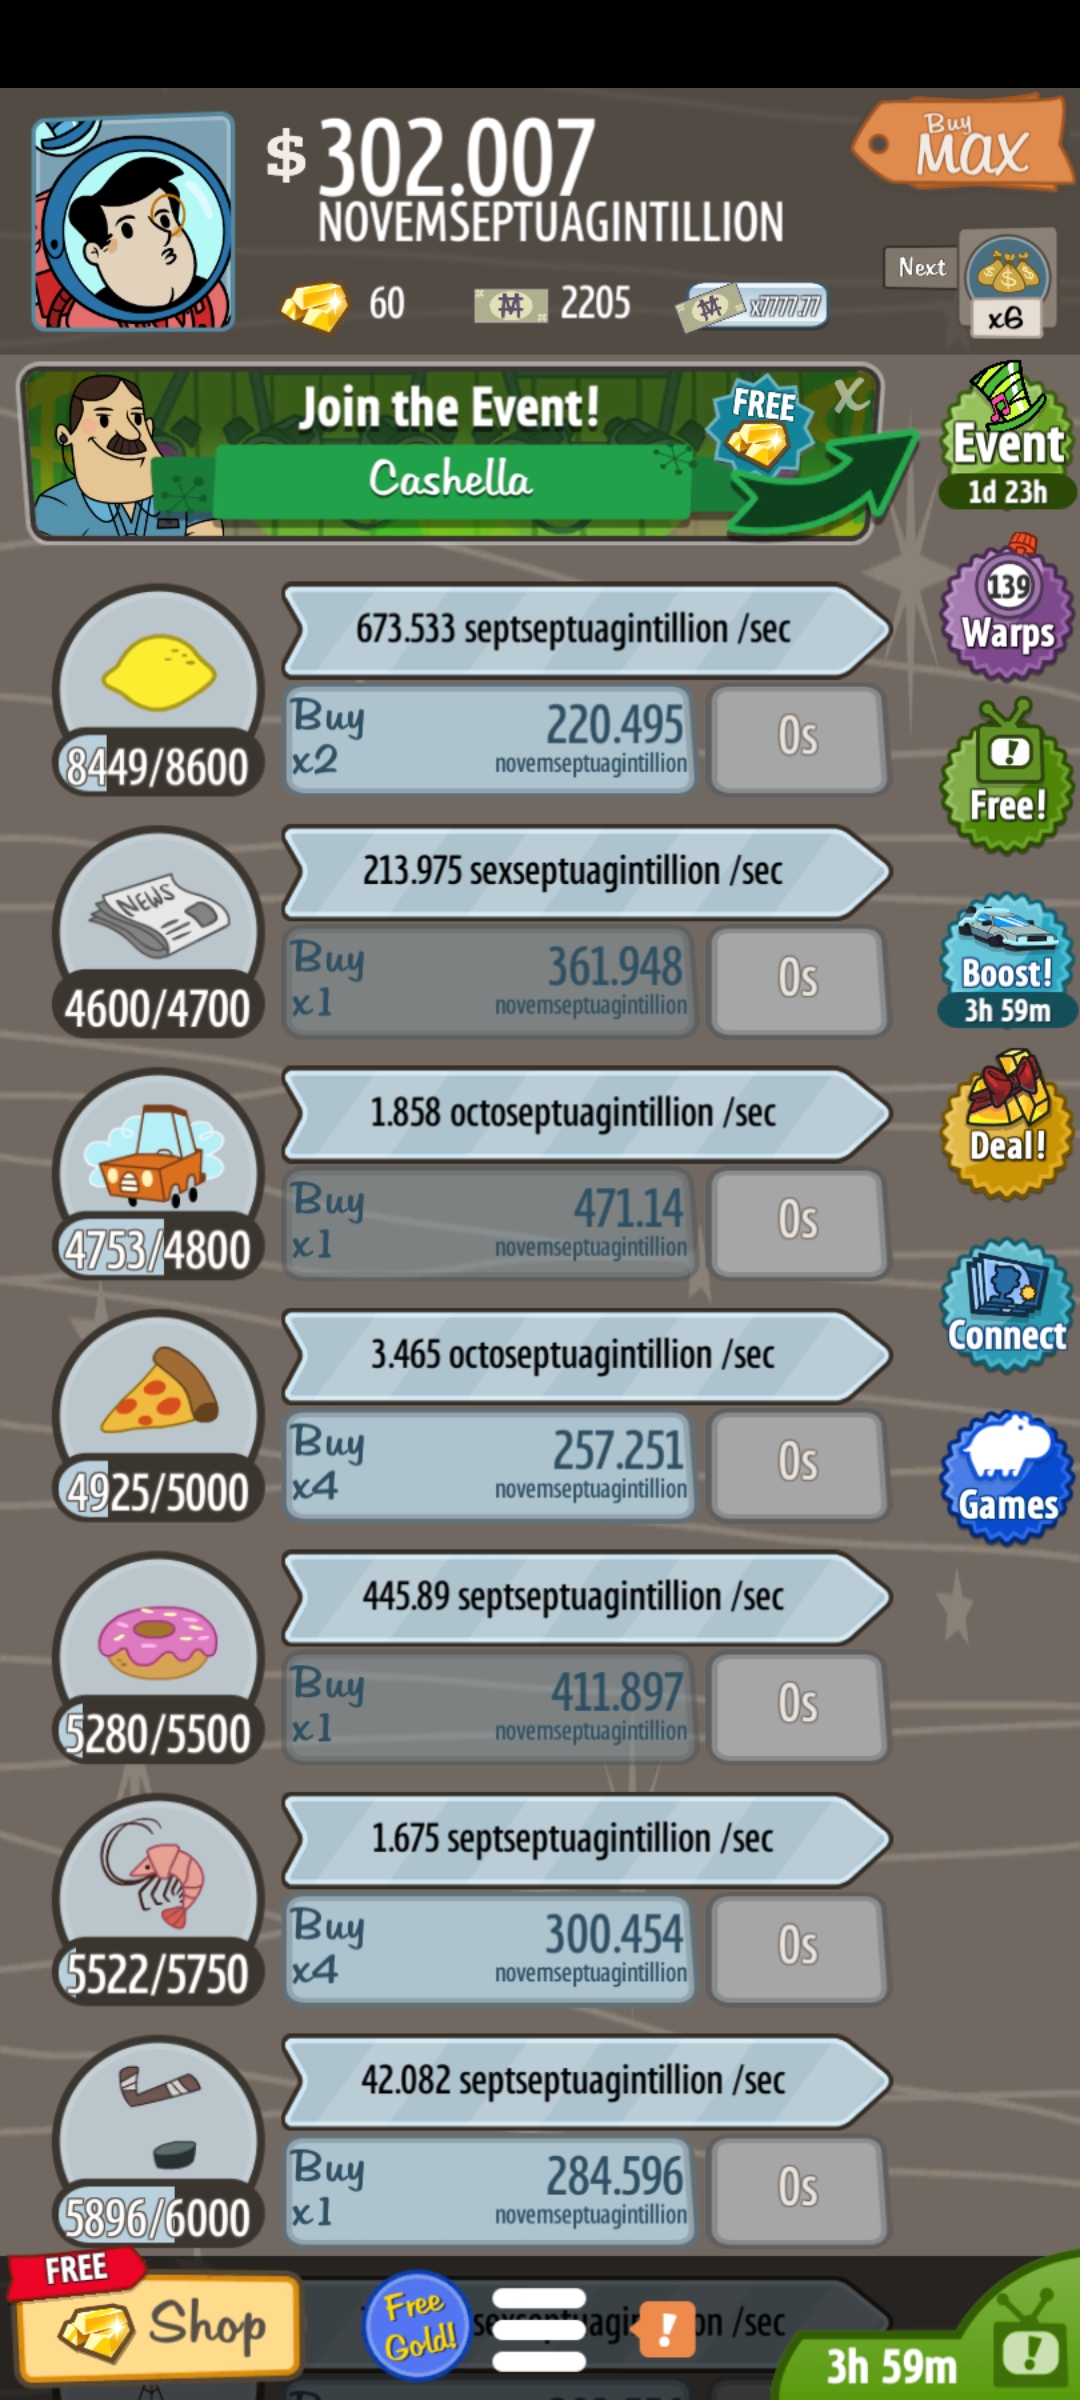 $ 302.007
NOVEMSEPTUAGINTILLION
Buy
MAX
60
2205
x7777.77
Next
x6
Join the Event!
Cashella
FREE
X
Event
1d 23h
673.533 septseptuagintillion /sec
8449/8600
Buy
x2
220.495
novemseptuagintillion
0s
139
Warps
Free!
NEWS
213.975 sexseptuagintillion /sec
4600/4700
Buy
x1
361.948
novemseptuagintillion
0s
Boost!
3h 59m
1.858 octoseptuagintillion /sec
4753/4800
Buy
x1
471.14
novemseptuagintillion
0s
Deal!
3.465 octoseptuagintillion /sec
4925/5000
Buy
x4
257.251
novemseptuagintillion
0s
Connect
Games
445.89 septseptuagintillion /sec
5280/5500
Buy
x1
411.897
novemseptuagintillion
0s
1.675 septseptuagintillion /sec
5522/5750
Buy
x4
300.454
novemseptuagintillion
0s
42.082 septseptuagintillion /sec
5896/6000
Buy
x1
284.596
novemseptuagintillion
0s
FREE
Shop
Free
Gold!
!
/sec
3h 59m
!